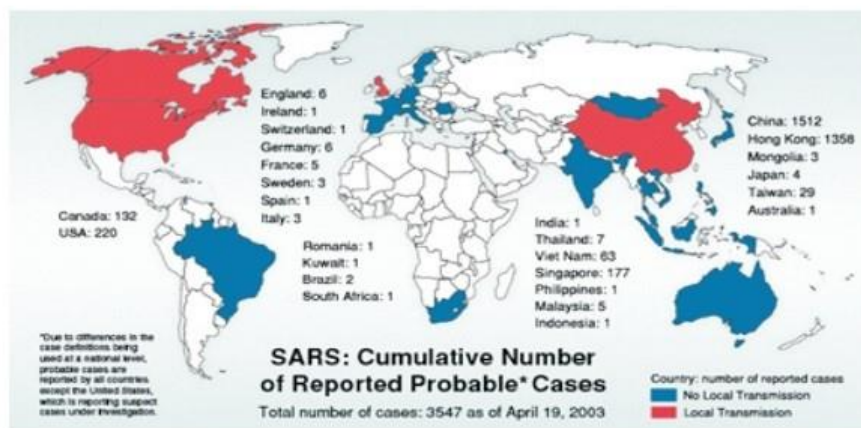 England: 6
Ireland: 1
Switzerland: 1
Germany: 6
France: 5
Sweden: 3
Spain: 1
Italy: 3
Canada: 132
USA: 220
Romania: 1
Kuwait: 1
Brazil: 2
South Africa: 1
India: 1
Thailand: 7
Viet Nam: 63
Singapore: 177
Philippines: 1
Malaysia: 5
Indonesia: 1
China: 1512
Hong Kong: 1358
Mongolia: 3
Japan: 4
Taiwan: 29
Australia: 1
*Due to differences in the
case definitions being
used at a national level,
probable cases are
reported by all countries
except the United States,
which is reporting suspect
cases under investigation.
SARS: Cumulative Number
of Reported Probable* Cases
Total number of cases: 3547 as of April 19, 2003
Country: number of reported cases
No Local Transmission
Local Transmission